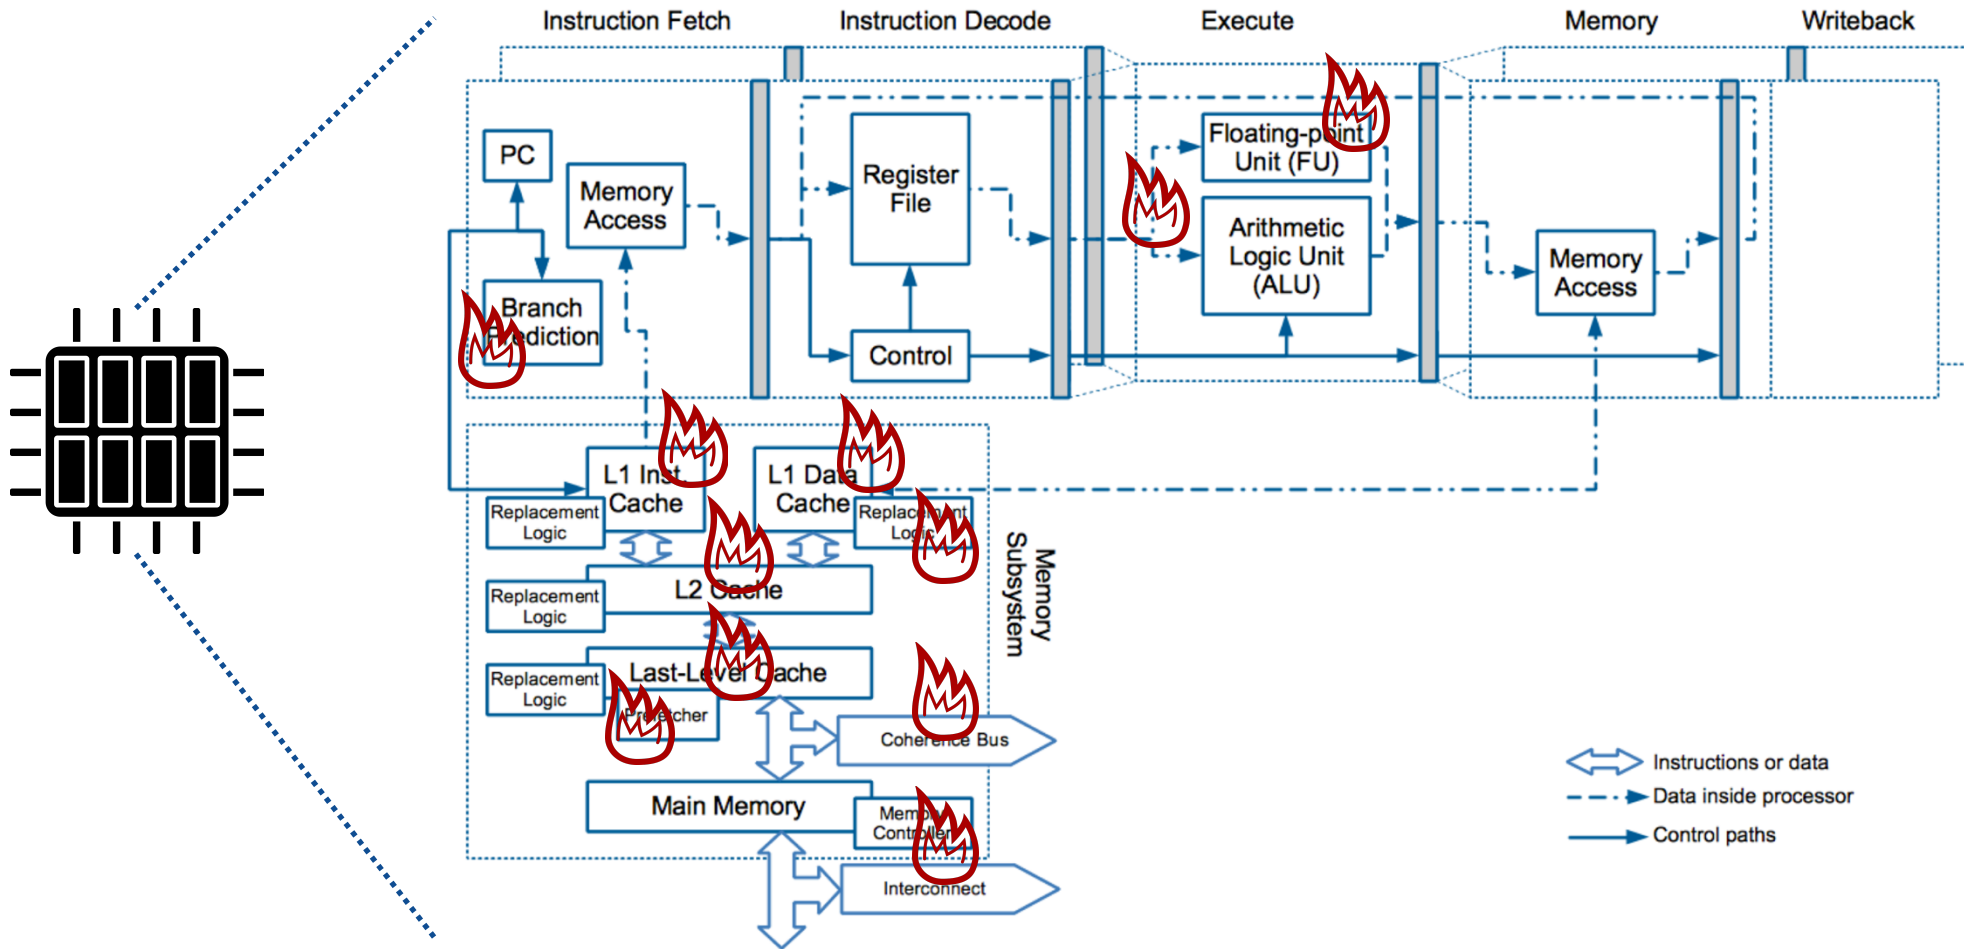 Instruction Fetch
Instruction Decode
Execute
Memory
Writeback
PC
Memory
Access
Branch
Prediction
Register
File
Control
Floating-point
Unit (FU)
Arithmetic
Logic Unit
(ALU)
Memory
Access
L1 Inst.
Cache
L1 Data
Cache
Replacement
Logic
Replacement
Logic
L2 Cache
Replacement
Logic
Last-Level Cache
Replacement
Logic
Prefetcher
Coherence Bus
Main Memory
Memory
Controller
Interconnect
Memory
Subsystem
Instructions or data
Data inside processor
Control paths